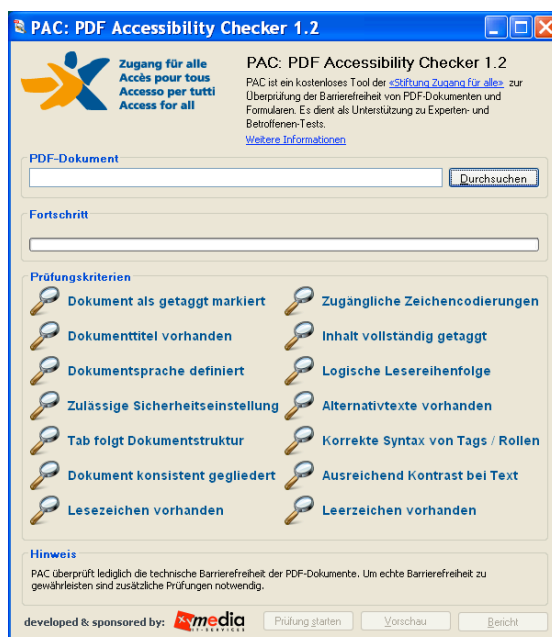 PAC: PDF Accessibility Checker 1.2
Zugang für alle
Accès pour tous
Accesso per tutti
Access for all
PAC: PDF Accessibility Checker 1.2
PAC ist ein kostenloses Tool der «Stiftung Zugang für alle» zur
Überprüfung der Barrierefreiheit von PDF-Dokumenten und
Formularen. Es dient als Unterstützung zu Experten- und
Betroffenen-Tests.
Weitere Informationen
PDF-Dokument
Durchsuchen
Fortschritt
Prüfungskriterien
Dokument als getaggt markiert
Zugängliche Zeichencodierungen
Dokumenttitel vorhanden
Inhalt vollständig getaggt
Dokumentsprache definiert
Logische Lesereihenfolge
Zulässige Sicherheitseinstellung
Alternativtexte vorhanden
Tab folgt Dokumentstruktur
Korrekte Syntax von Tags / Rollen
Dokument konsistent gegliedert
Ausreichend Kontrast bei Text
Lesezeichen vorhanden
Leerzeichen vorhanden
Hinweis
PAC überprüft lediglich die technische Barrierefreiheit der PDF-Dokumente. Um echte Barrierefreiheit zu
gewährleisten sind zusätzliche Prüfungen notwendig.
developed & sponsored by:
xymedia
IT-SERVICES
Prüfung starten
Vorschau
Bericht